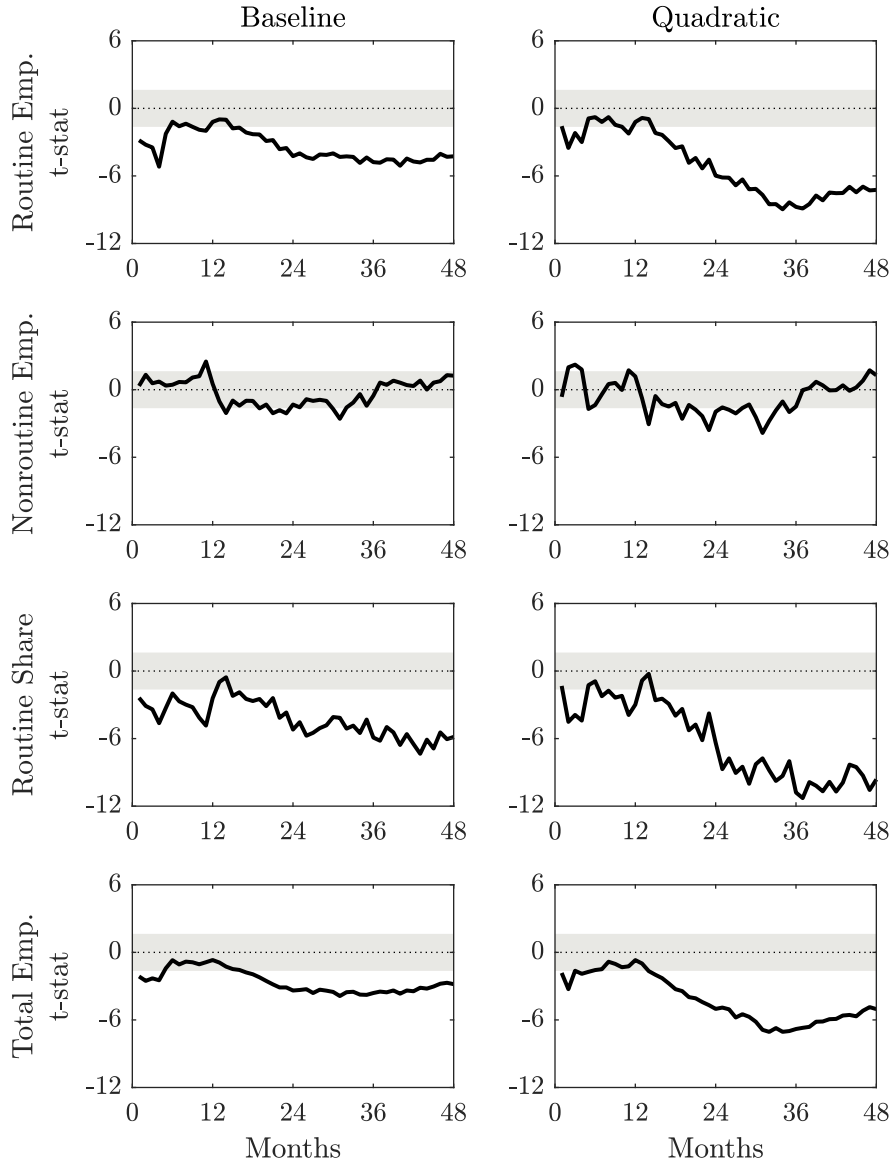 Baseline
Quadratic
Routine Emp.
t-stat
6
0
-6
-12
0 12 24 36 48
6
0
-6
-12
0 12 24 36 48
Nonroutine Emp.
t-stat
6
0
-6
-12
0 12 24 36 48
6
0
-6
-12
0 12 24 36 48
Routine Share
t-stat
6
0
-6
-12
0 12 24 36 48
6
0
-6
-12
0 12 24 36 48
Total Emp.
t-stat
6
0
-6
-12
0 12 24 36 48
Months
6
0
-6
-12
0 12 24 36 48
Months